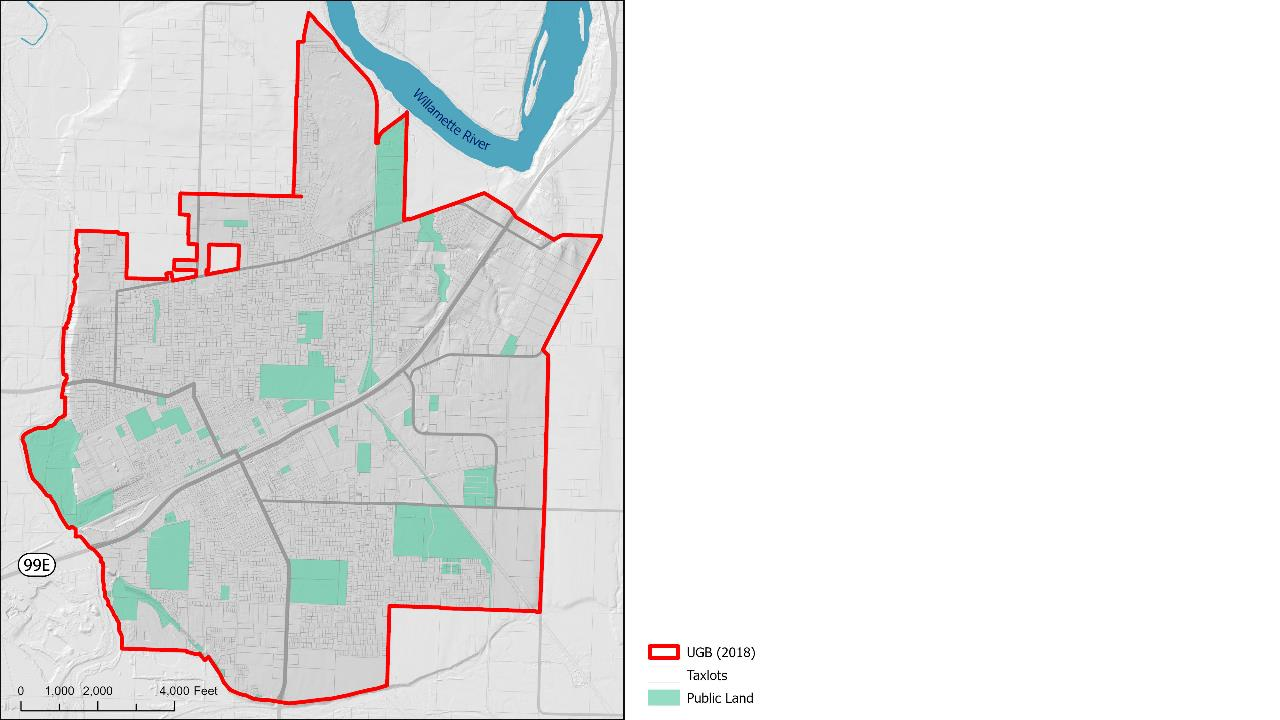 Willamette River
99E
0 1,000 2,000 4,000 Feet
UGB (2018)
Taxlots
Public Land